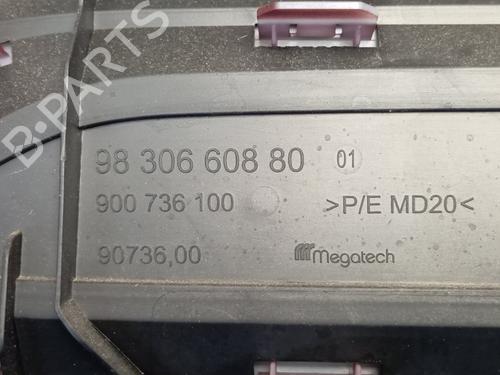 B-PARTS
98 306 608 80 01
900 736 100 >P/E MD20<
90736,00 Megatech